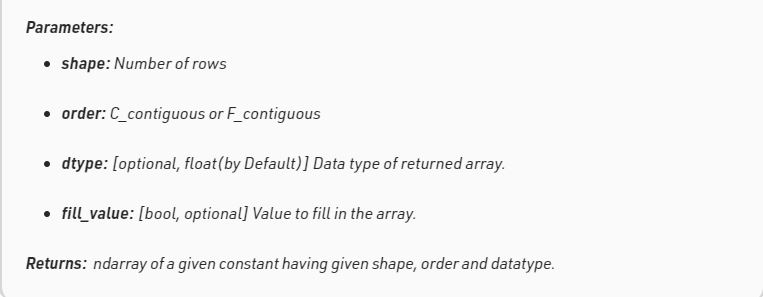 Parameters:
• shape: Number of rows
• order: C_contiguous or F_contiguous
• dtype: [optional, float(by Default)] Data type of returned array.
• fill_value: [bool, optional] Value to fill in the array.
Returns: ndarray of a given constant having given shape, order and datatype.